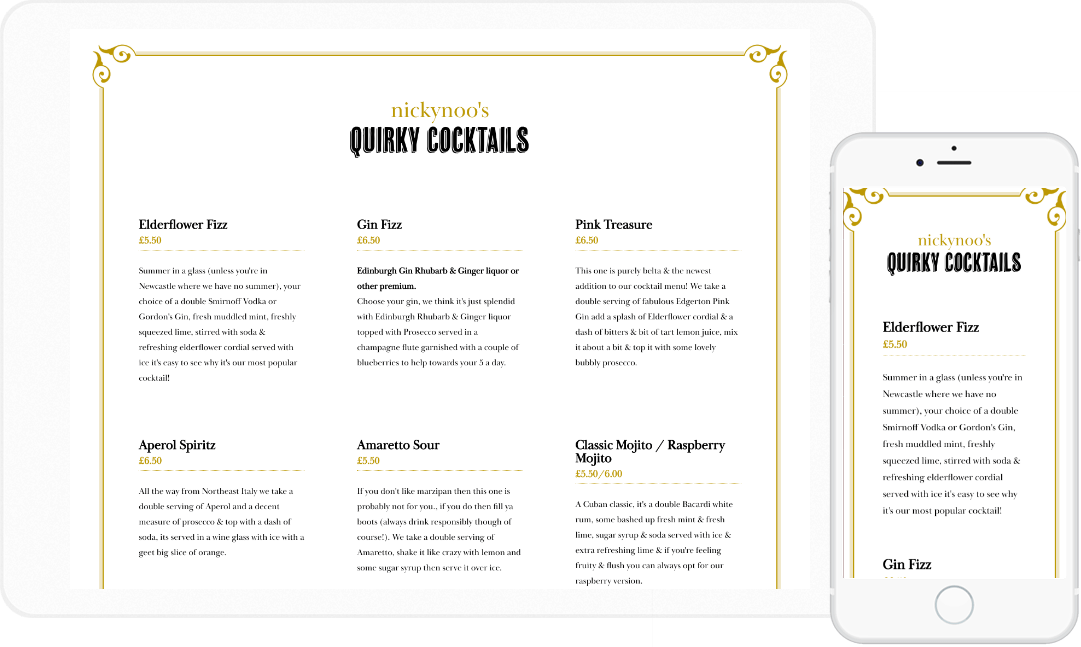 nickynoo's
QUIRKY COCKTAILS
Elderflower Fizz
£5.50
Summer in a glass (unless you're in
Newcastle where we have no summer), your
choice of a double Smirnoff Vodka or
Gordon's Gin, fresh muddled mint, freshly
squeezed lime, stirred with soda &
refreshing elderflower cordial served with
ice it's easy to see why it's our most popular
cocktail!
Gin Fizz
£6.50
Edinburgh Gin Rhubarb & Ginger liquor or
other premium.
Choose your gin, we think it's just splendid
with Edinburgh Rhubarb & Ginger liquor
topped with Prosecco served in a
champagne flute garnished with a couple of
blueberries to help towards your 5 a day.
Pink Treasure
£6.50
This one is purely belta & the newest
addition to our cocktail menu! We take a
double serving of fabulous Edgerton Pink
Gin add a splash of Elderflower cordial & a
dash of bitters & bit of tart lemon juice, mix
it about a bit & top it with some lovely
bubbly prosecco.
Aperol Spiritz
£6.50
All the way from Northeast Italy we take a
double serving of Aperol and a decent
measure of prosecco & top with a dash of
soda, its served in a wine glass with ice with a
geet big slice of orange.
Amaretto Sour
£5.50
If you don't like marzipan then this one is
probably not for you., if you do then fill ya
boots (always drink responsibly though of
course!). We take a double serving of
Amaretto, shake it like crazy with lemon and
some sugar syrup then serve it over ice.
Classic Mojito / Raspberry
Mojito
£5.50/6.00
A Cuban classic, it's a double Bacardi white
rum, some bashed up fresh mint & fresh
lime, sugar syrup & soda served with ice &
extra refreshing lime & if you're feeling
fruity & flush you can always opt for our
raspberry version.
nickynoo's
QUIRKY COCKTAILS
Elderflower Fizz
£5.50
Summer in a glass (unless you're in
Newcastle where we have no
summer), your choice of a double
Smirnoff Vodka or Gordon's Gin,
fresh muddled mint, freshly
squeezed lime, stirred with soda &
refreshing elderflower cordial
served with ice it's easy to see why
it's our most popular cocktail!
Gin Fizz